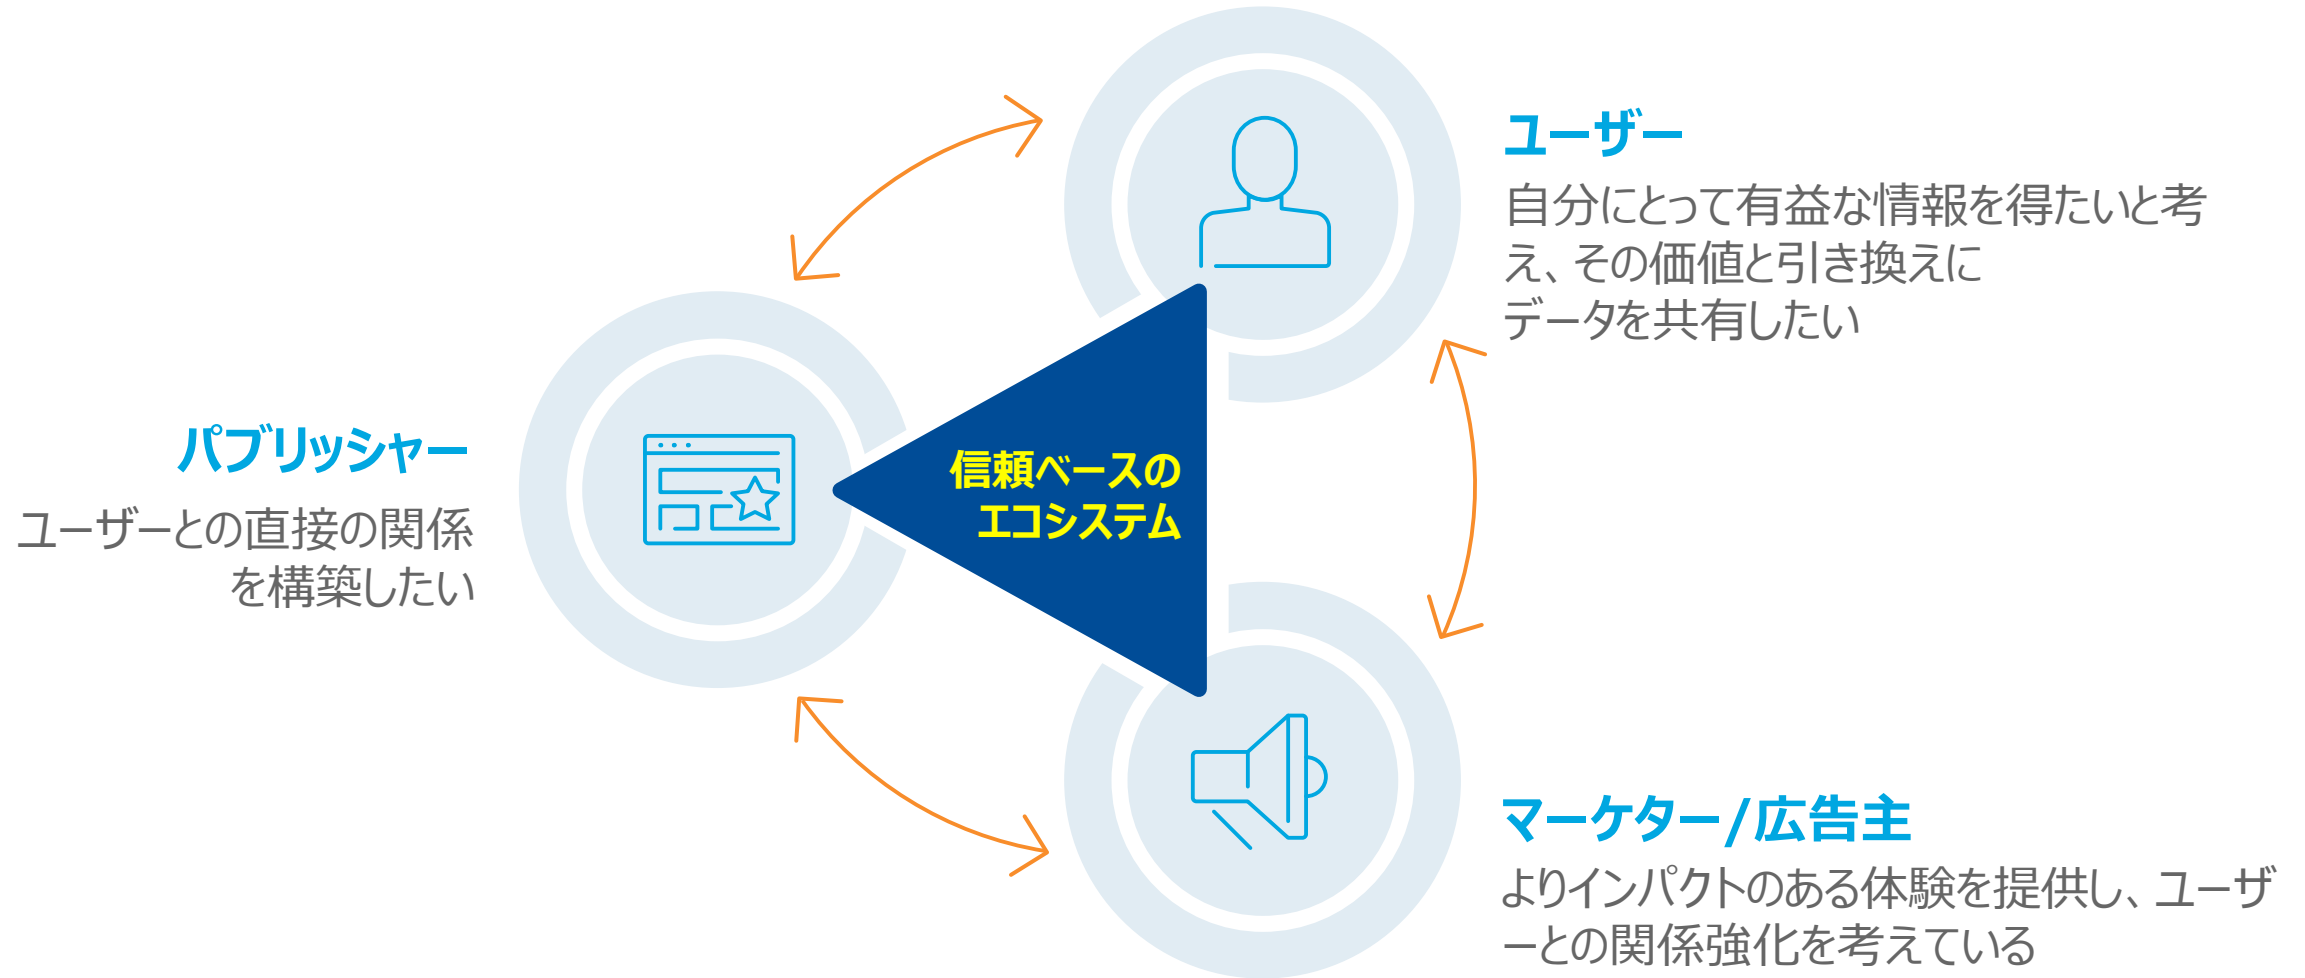 ユーザー
自分にとって有益な情報を得たいと考
え、その価値と引き換えに
データを共有したい
パブリッシャー
ユーザーとの直接の関係
を構築したい
信頼ベースの
エコシステム
マーケター/広告主
よりインパクトのある体験を提供し、ユーザ
ーとの関係強化を考えている